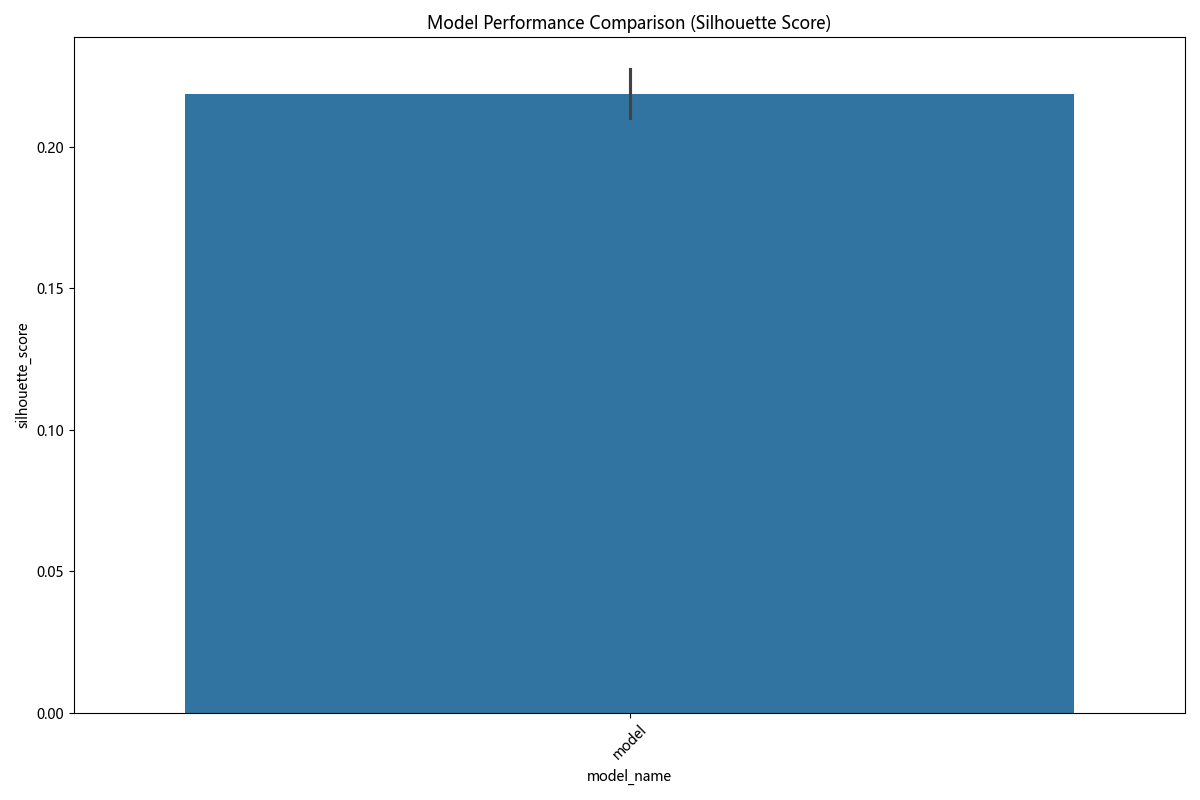 Model Performance Comparison (Silhouette Score)
silhouette_score
0.20
0.15
0.10
0.05
0.00
model
model_name